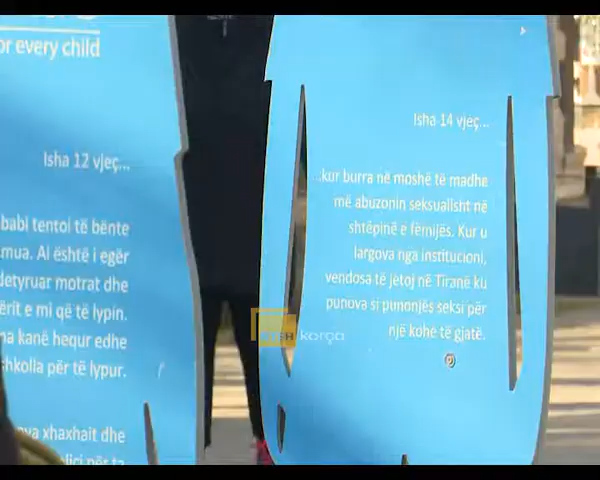 or every child
Isha 12 vjeç...
babi tentoi të bënte
mua. Ai është i egër
detyruar motrat dhe
e mi që të lypin.
kanë hequr edhe
shkolla për të lypur.
xhaxhait dhe
Isha 14 vjeç...
..kur burra në moshë të madhe
më abuzonin seksualisht në
shtëpinë e fëmijës. Kur u
largova nga institucioni,
vendosa të jetoj në Tiranë ku
punova si punonjës seksi për
një kohë të gjatë.
korça